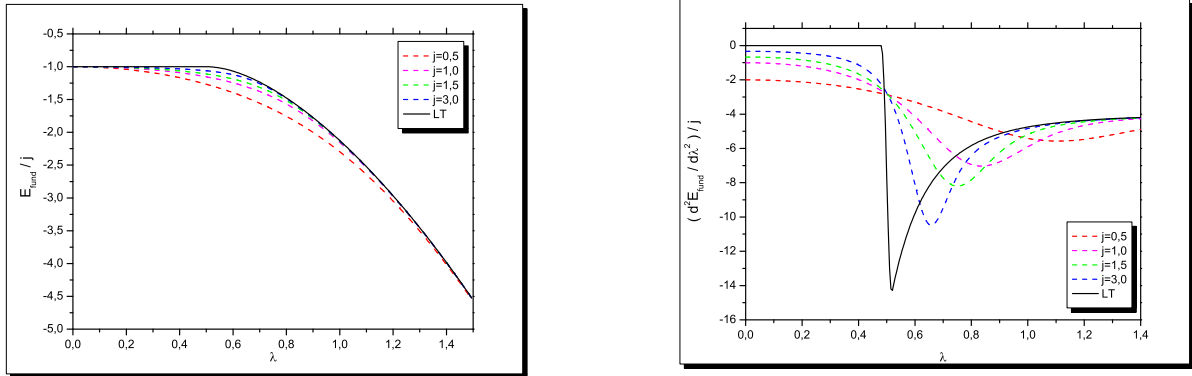 -0,5
-1,0
-1,5
-2,0
-2,5
-3,0
-3,5
-4,0
-4,5
-5,0
E_fund / j
0,0 0,2 0,4 0,6 0,8 1,0 1,2 1,4
λ
j=0,5
j=1,0
j=1,5
j=3,0
LT
0
-2
-4
-6
-8
-10
-12
-14
-16
( d²E_fund / dλ² ) / j
0,0 0,2 0,4 0,6 0,8 1,0 1,2 1,4
λ
j=0,5
j=1,0
j=1,5
j=3,0
LT